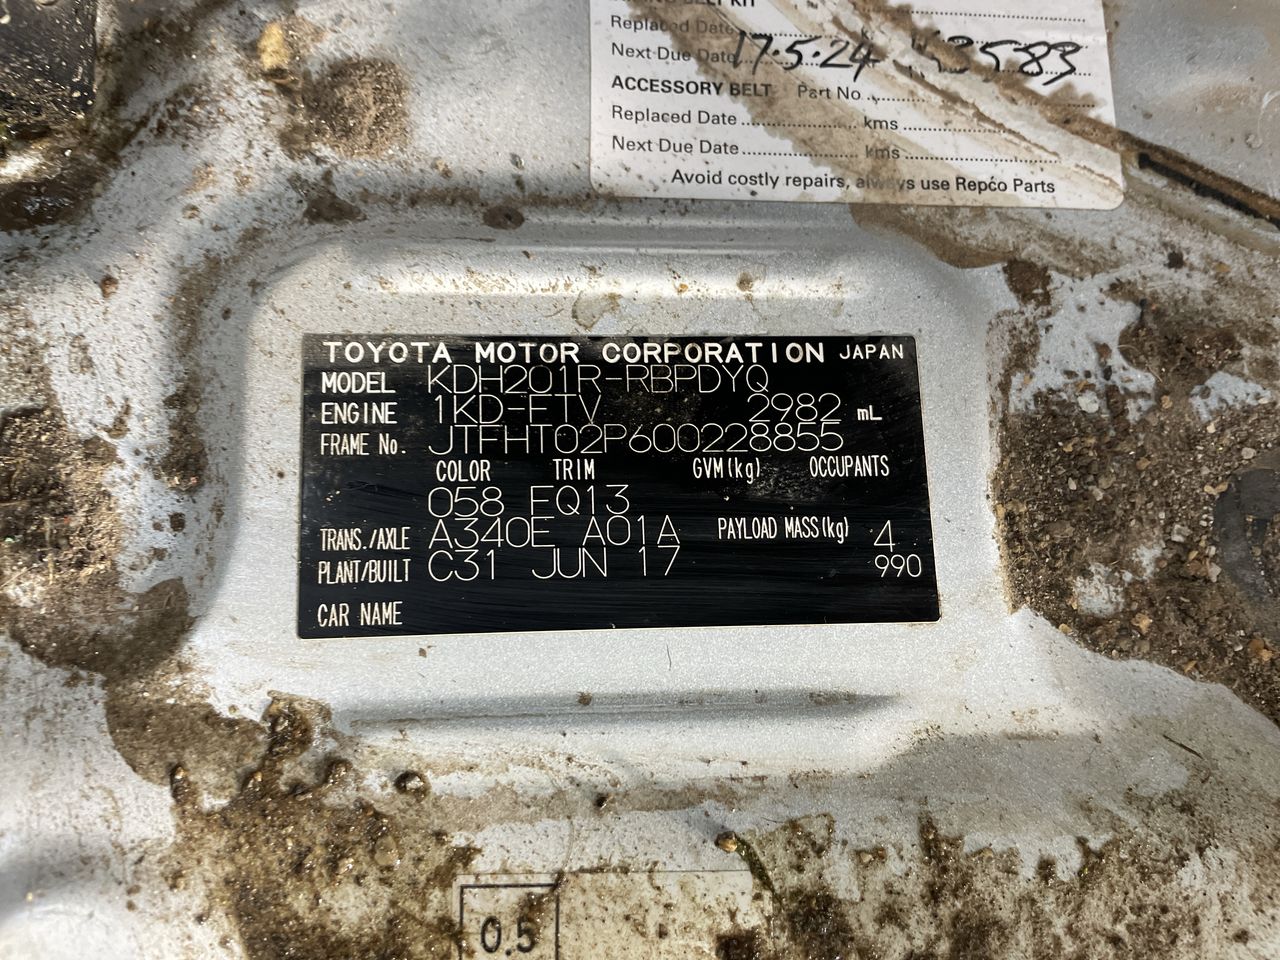 Replaced Date
Next Due Date 17.5.24
ACCESSORY BELT Part No.
Replaced Date kms
Next Due Date kms
Avoid costly repairs, always use Repco Parts
TOYOTA MOTOR CORPORATION JAPAN
MODEL KDH201R-RBPDYQ
ENGINE 1KD-FTV 2982 mL
FRAME No. JTFHT02P600228855
COLOR TRIM GVM(kg) OCCUPANTS
058 FQ13
TRANS./AXLE A340E A01A PAYLOAD MASS(kg) 4
PLANT/BUILT C31 JUN 17 990
CAR NAME
0.5